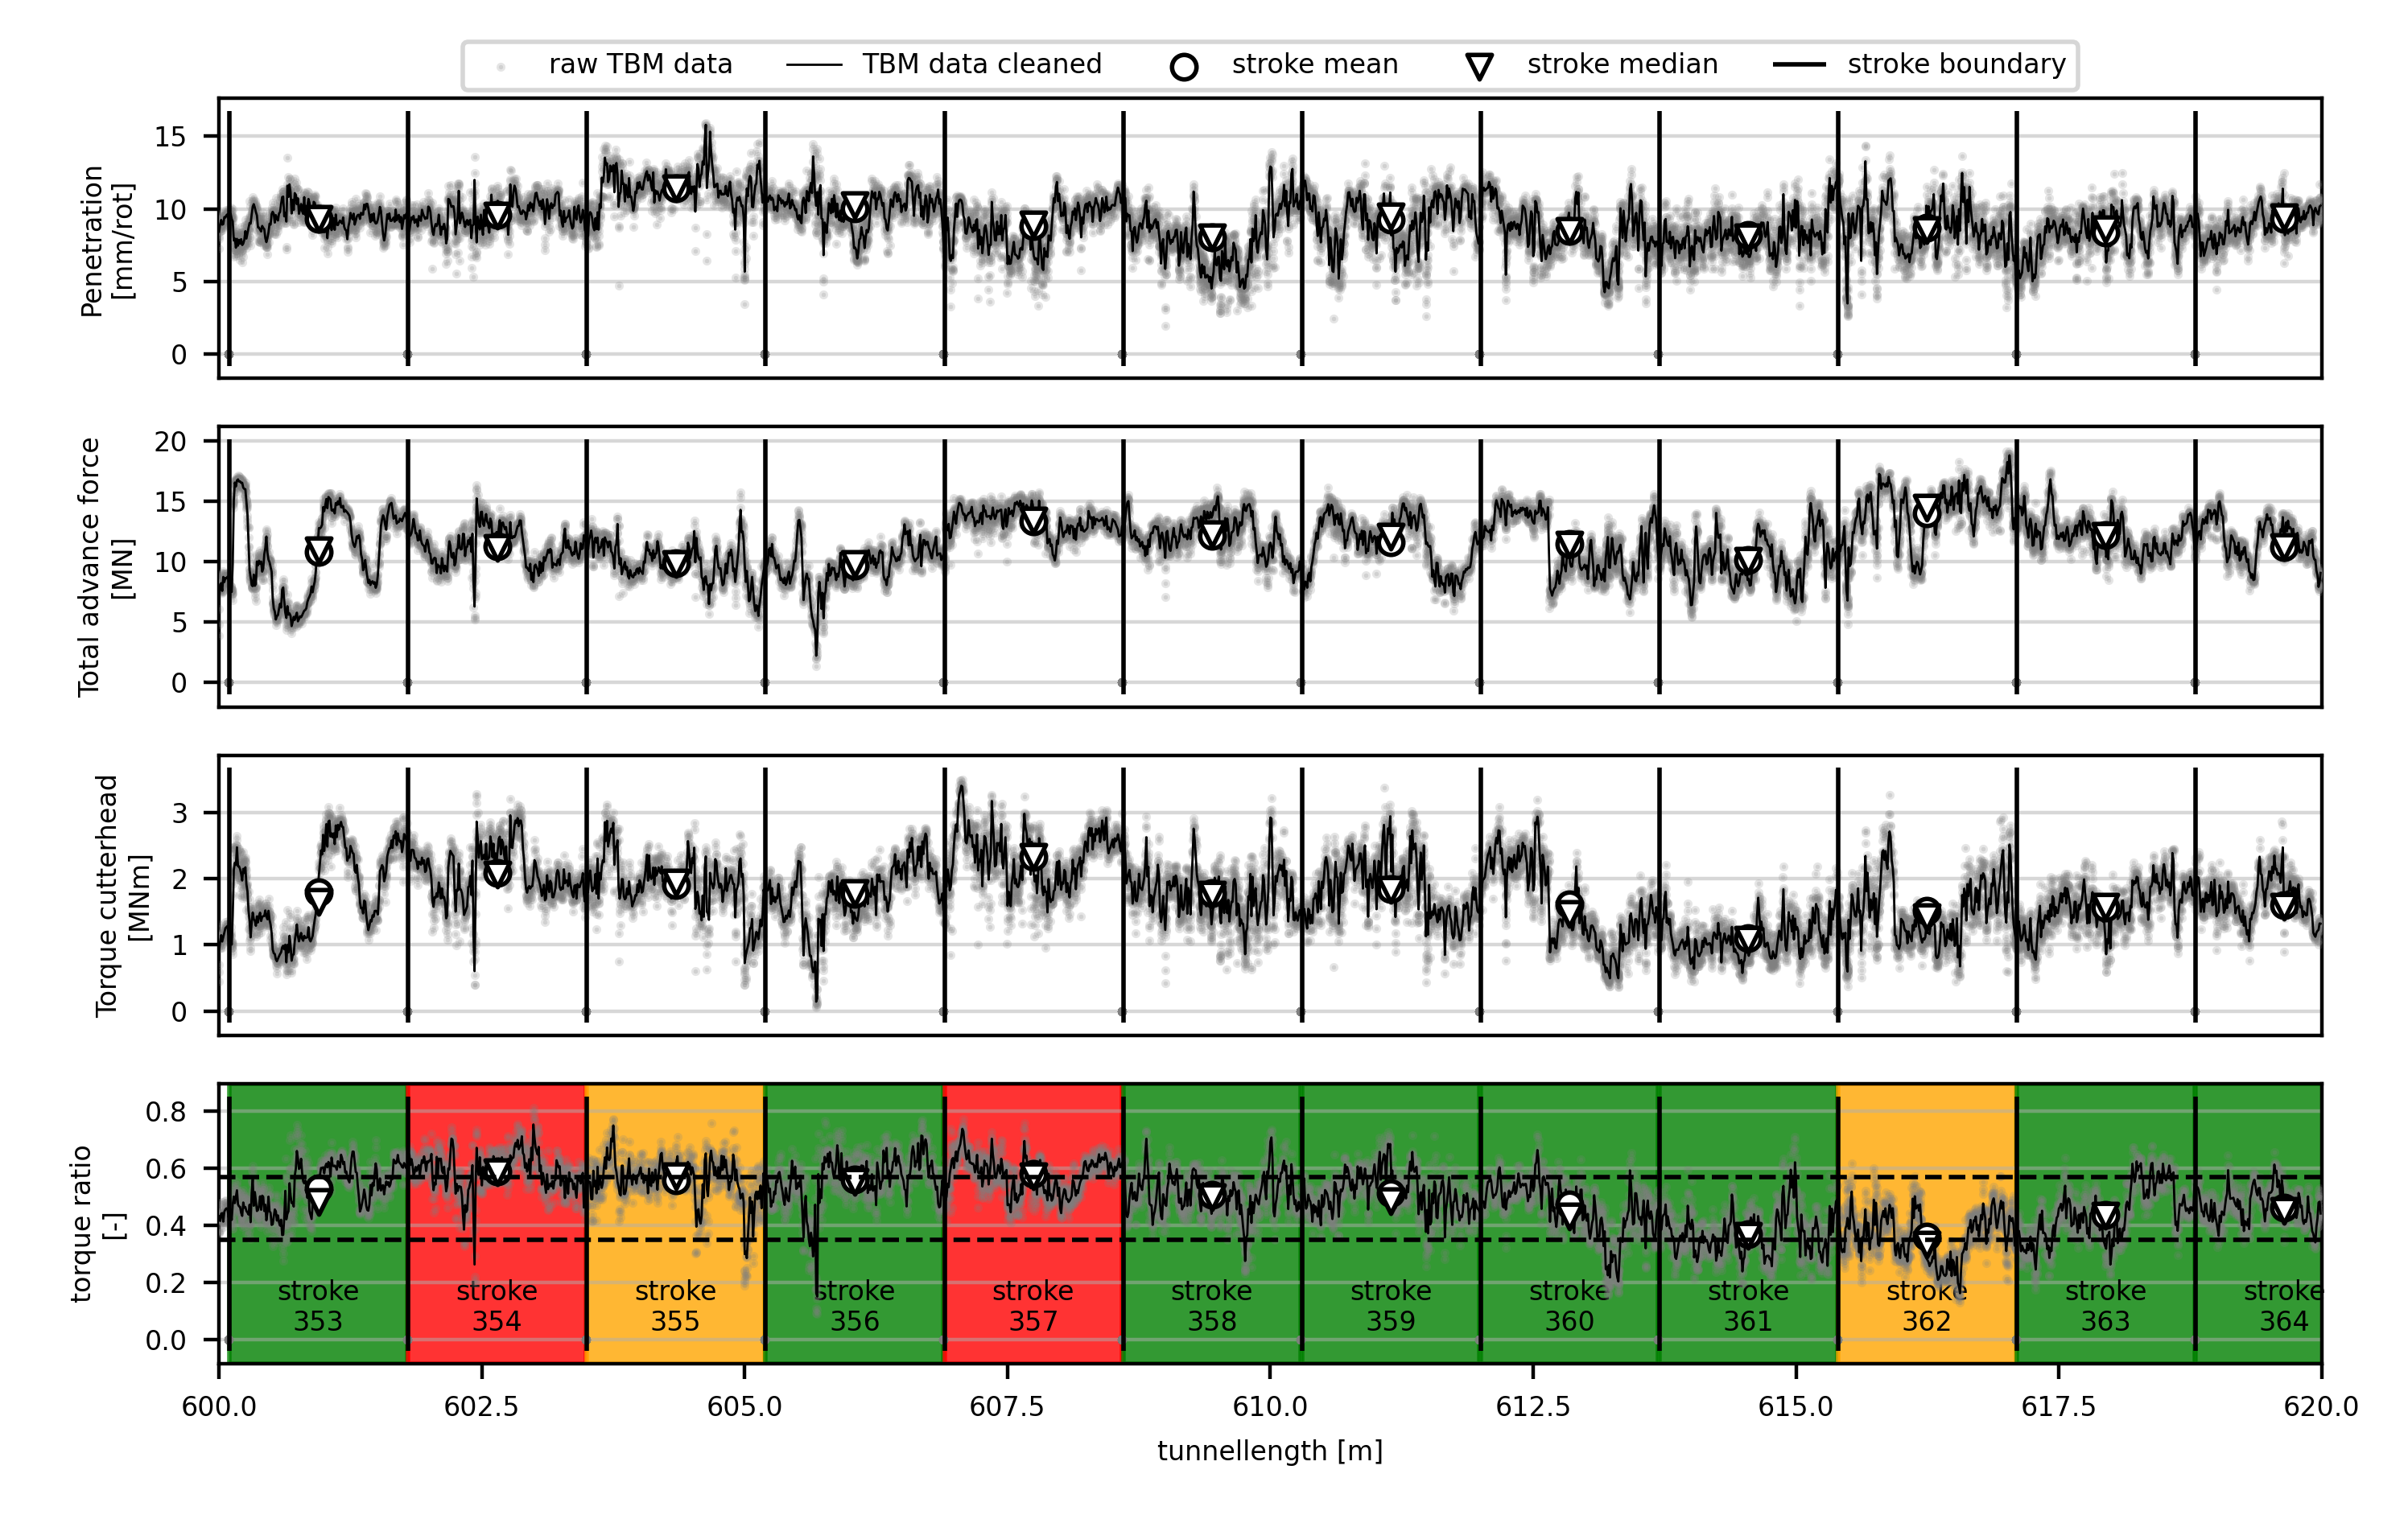 raw TBM data TBM data cleaned stroke mean stroke median stroke boundary
Penetration
[mm/rot]
15
10
5
0
Total advance force
[MN]
20
15
10
5
0
Torque cutterhead
[MNm]
3
2
1
0
torque ratio
[-]
0.8
0.6
0.4
0.2
0.0
stroke
353
stroke
354
stroke
355
stroke
356
stroke
357
stroke
358
stroke
359
stroke
360
stroke
361
stroke
362
stroke
363
stroke
364
600.0 602.5 605.0 607.5 610.0 612.5 615.0 617.5 620.0
tunnellength [m]